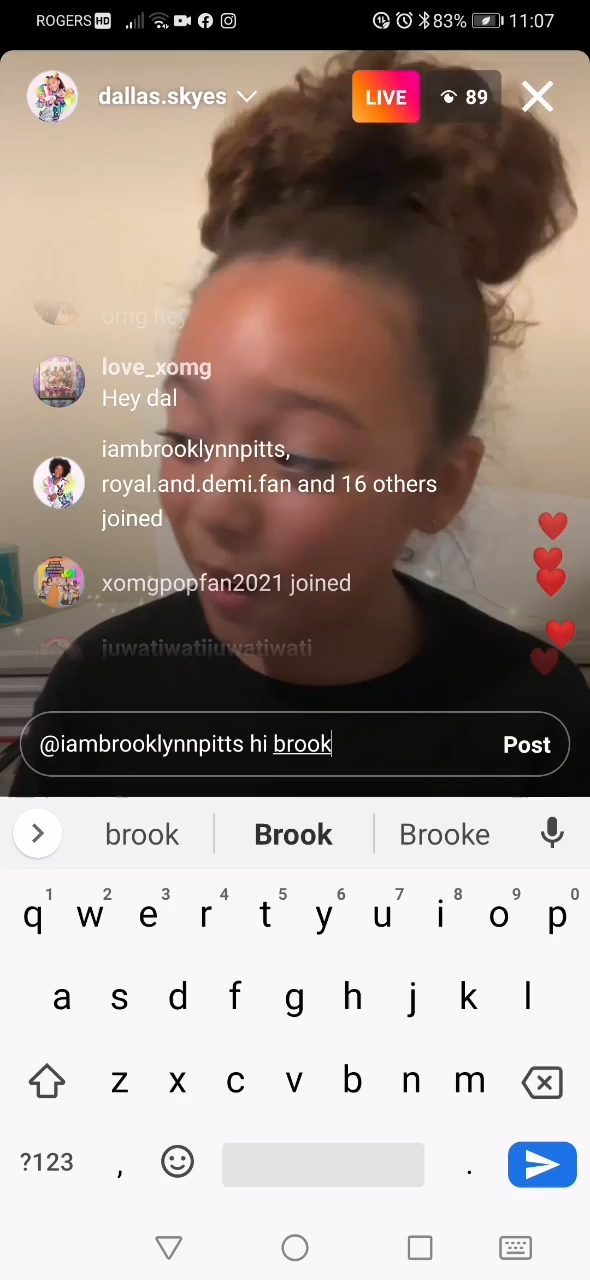 ROGERS HD 83% 11:07
dallas.skyes LIVE 89
omg.hey
love_xomg
Hey dal
iambrooklynnpitts,
royal.and.demi.fan and 16 others
joined
xomgpopfan2021 joined
juwatiwatijuwatiwati
@iambrooklynnpitts hi brook Post
brook Brook Brooke
1 2 3 4 5 6 7 8 9 0
q w e r t y u i o p
a s d f g h j k l
z x c v b n m
?123 , .